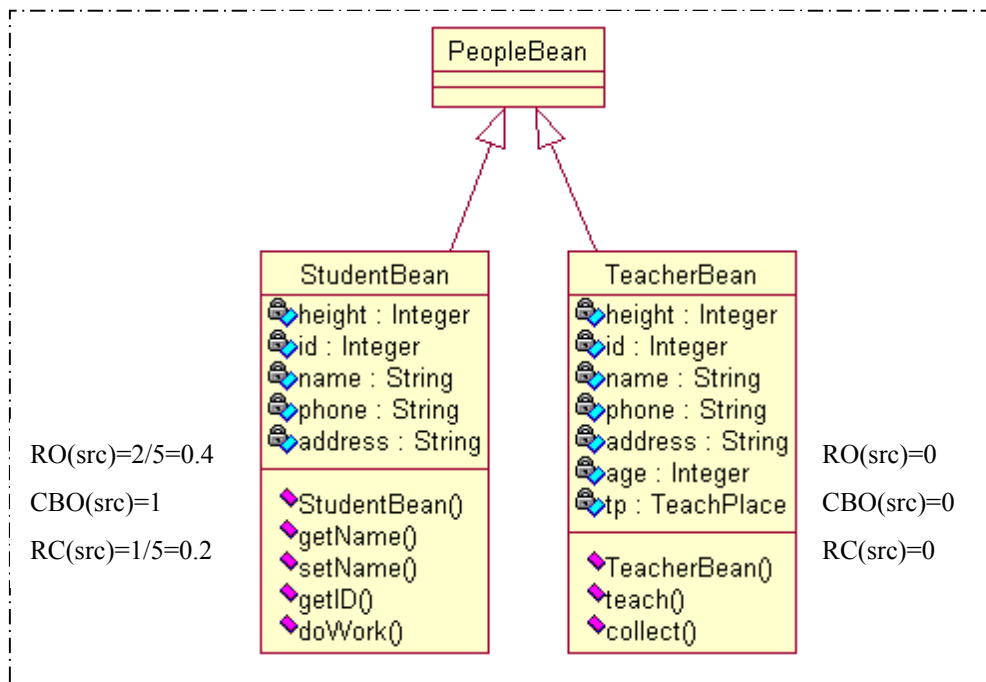 PeopleBean
StudentBean
height : Integer
id : Integer
name : String
phone : String
address : String
StudentBean()
getName()
setName()
getID()
doWork()
TeacherBean
height : Integer
id : Integer
name : String
phone : String
address : String
age : Integer
tp : TeachPlace
TeacherBean()
teach()
collect()
RO(src)=2/5=0.4
CBO(src)=1
RC(src)=1/5=0.2
RO(src)=0
CBO(src)=0
RC(src)=0